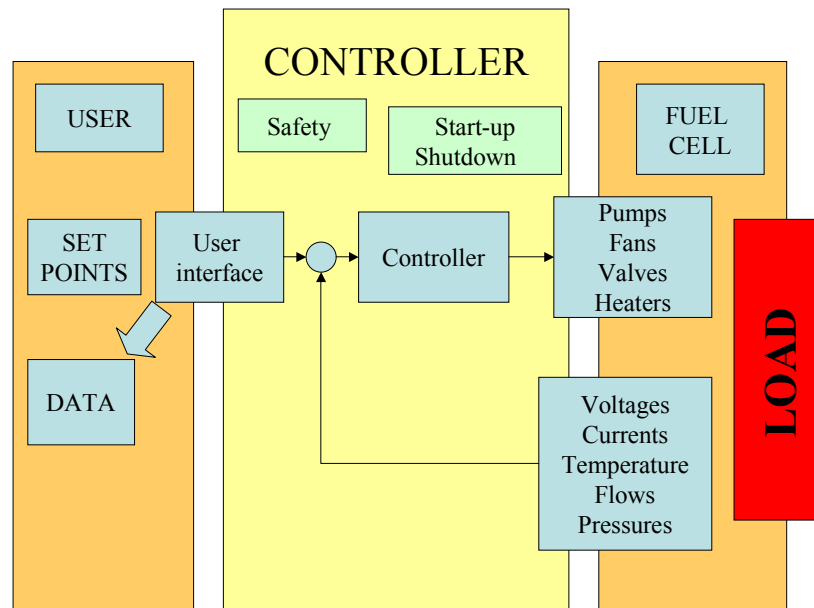 CONTROLLER
USER
Safety
Start-up
Shutdown
FUEL
CELL
SET
POINTS
User
interface
Controller
Pumps
Fans
Valves
Heaters
LOAD
DATA
Voltages
Currents
Temperature
Flows
Pressures